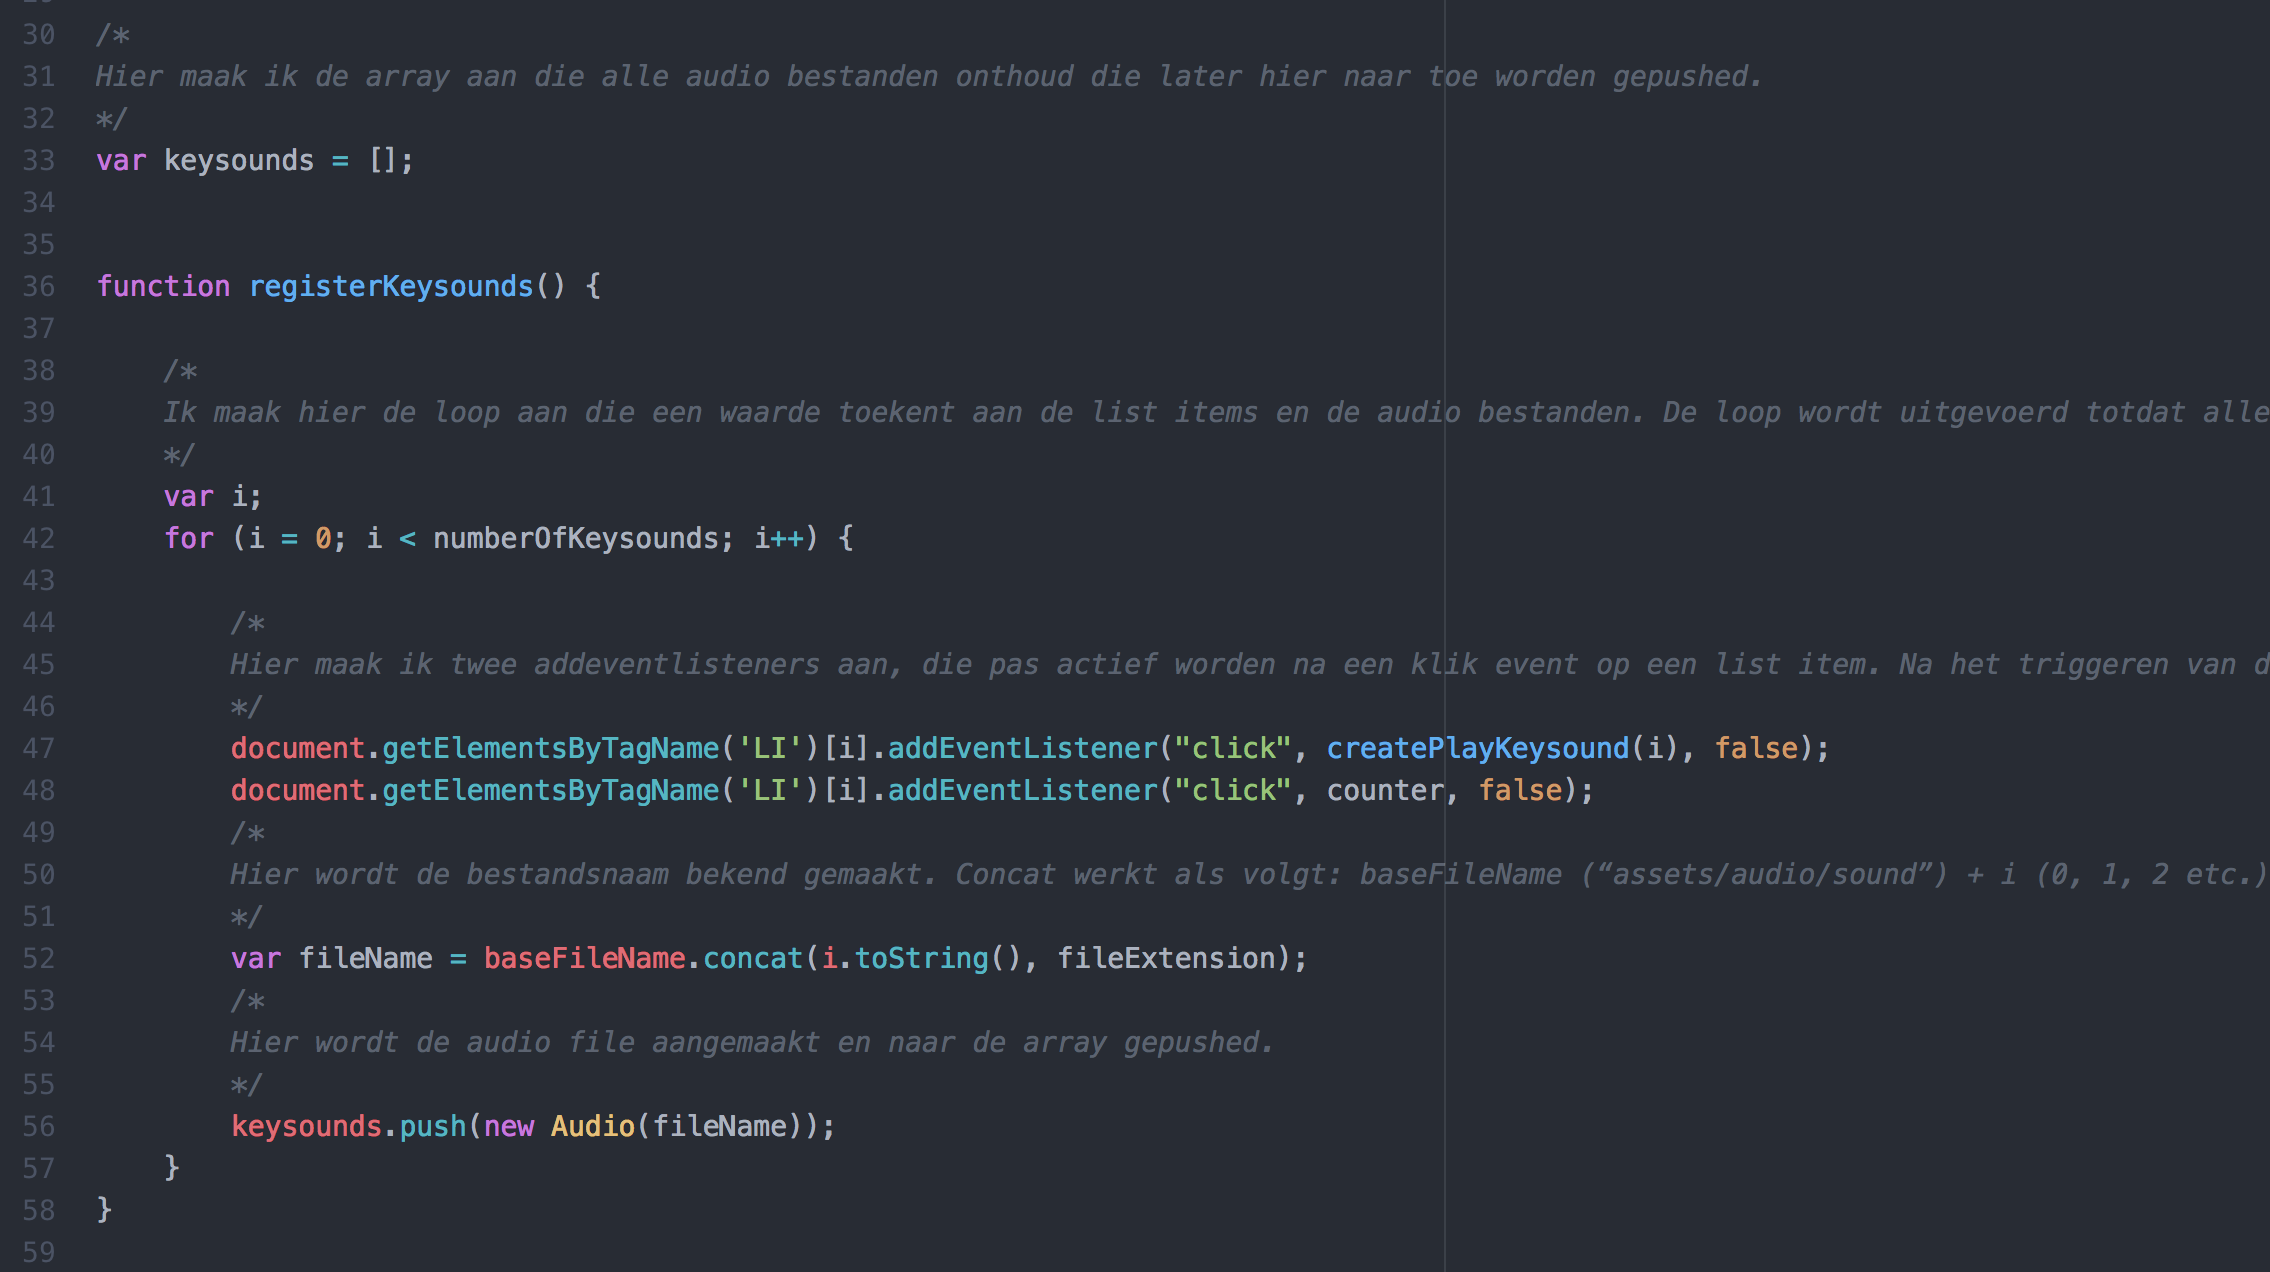 30 /*
31 Hier maak ik de array aan die alle audio bestanden onthoud die later hier naar toe worden gepushed.
32 */
33 var keysounds = [];
34
35
36 function registerKeysounds() {
37
38     /*
39     Ik maak hier de loop aan die een waarde toekent aan de list items en de audio bestanden. De loop wordt uitgevoerd totdat alle
40     */
41     var i;
42     for (i = 0; i < numberOfKeysounds; i++) {
43
44         /*
45         Hier maak ik twee addeventlisteners aan, die pas actief worden na een klik event op een list item. Na het triggeren van d
46         */
47         document.getElementsByTagName('LI')[i].addEventListener("click", createPlayKeysound(i), false);
48         document.getElementsByTagName('LI')[i].addEventListener("click", counter, false);
49         /*
50         Hier wordt de bestandsnaam bekend gemaakt. Concat werkt als volgt: baseFileName (“assets/audio/sound”) + i (0, 1, 2 etc.)
51         */
52         var fileName = baseFileName.concat(i.toString(), fileExtension);
53         /*
54         Hier wordt de audio file aangemaakt en naar de array gepushed.
55         */
56         keysounds.push(new Audio(fileName));
57     }
58 }
59